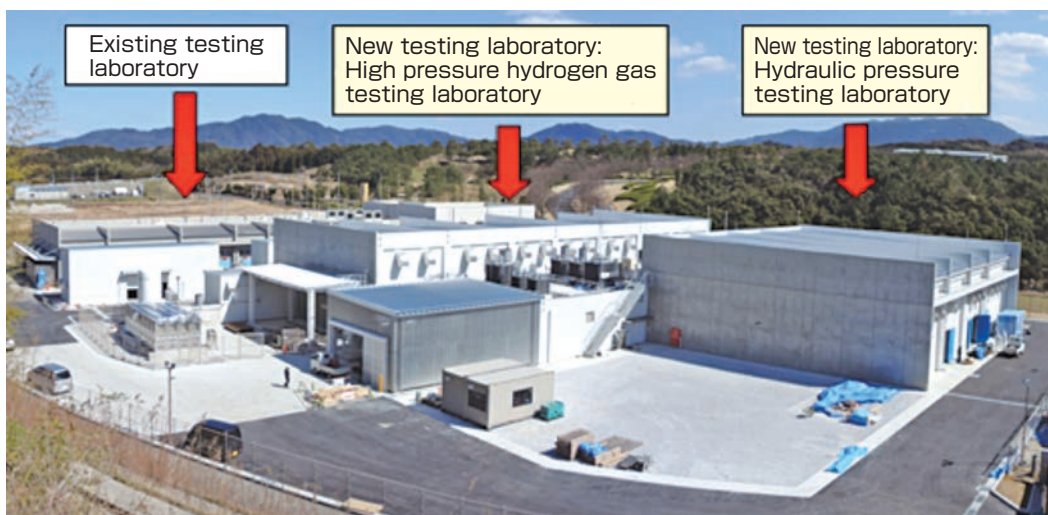 Existing testing
laboratory
New testing laboratory:
High pressure hydrogen gas
testing laboratory
New testing laboratory:
Hydraulic pressure
testing laboratory